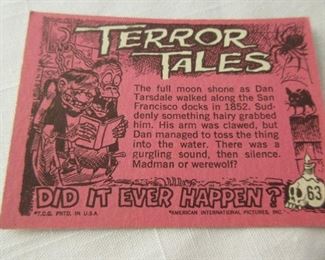 TERROR
TALES
The full moon shone as Dan
Tarsdale walked along the San
Francisco docks in 1852. Sud-
denly something hairy grabbed
him. His arm was clawed, but
Dan managed to toss the thing
into the water. There was a
gurgling sound, then silence.
Madman or werewolf?
DID IT EVER HAPPEN?
63
*T.C.G. PNTD. IN U.S.A.
*AMERICAN INTERNATIONAL PICTURES, INC.